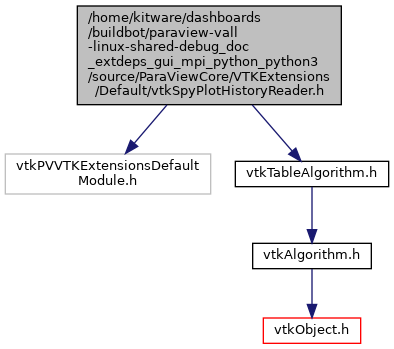 /home/kitware/dashboards
/buildbot/paraview-vall
-linux-shared-debug_doc
_extdeps_gui_mpi_python_python3
/source/ParaViewCore/VTKExtensions
/Default/vtkSpyPlotHistoryReader.h
vtkPVVTKExtensionsDefault
Module.h
vtkTableAlgorithm.h
vtkAlgorithm.h
vtkObject.h